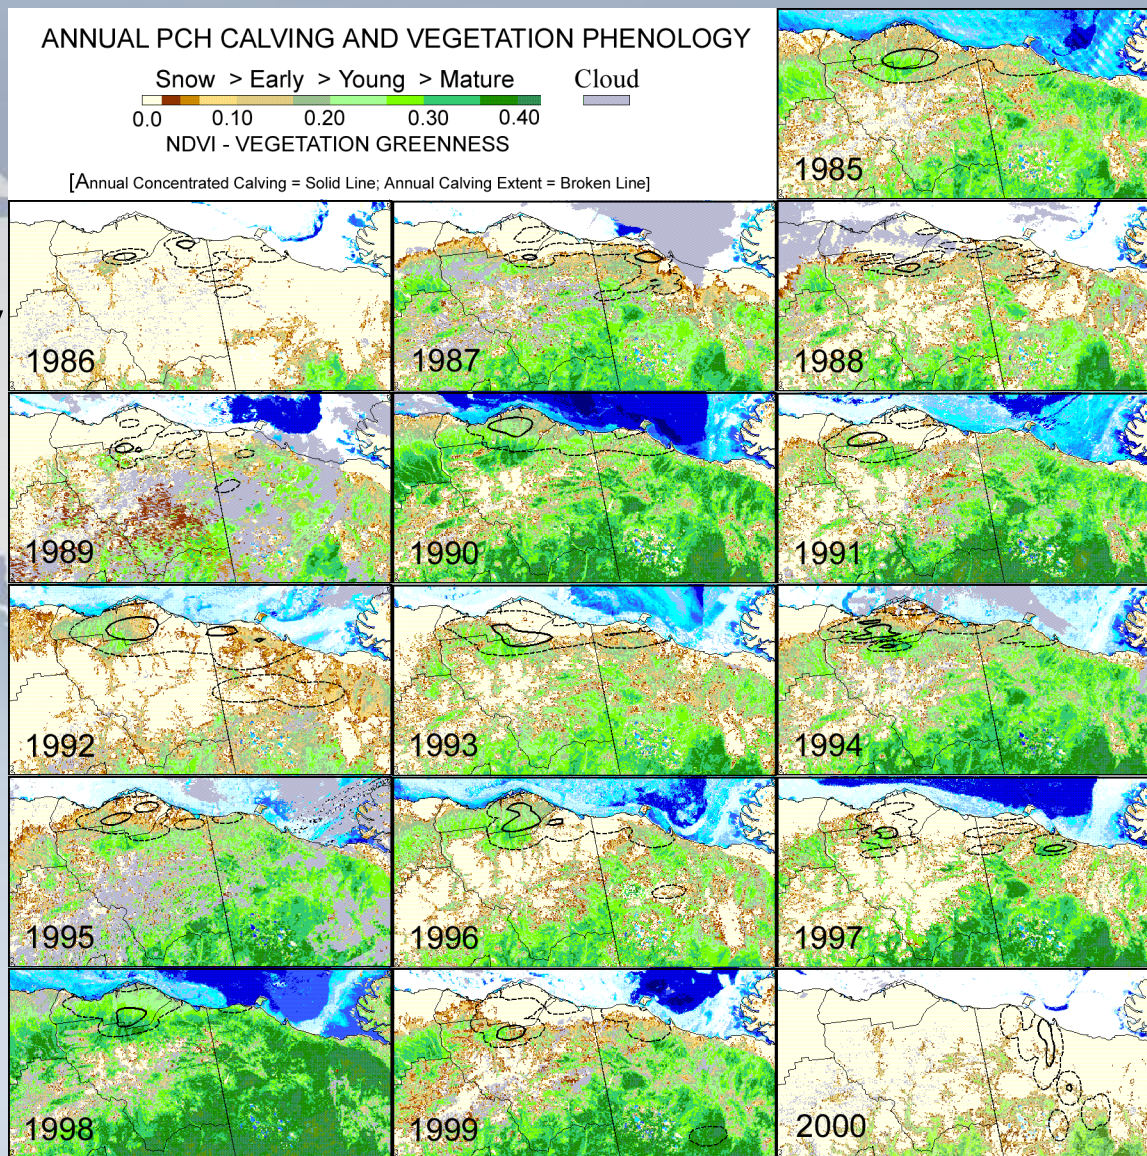 ANNUAL PCH CALVING AND VEGETATION PHENOLOGY
Snow > Early > Young > Mature
Cloud
0.0 0.10 0.20 0.30 0.40
NDVI - VEGETATION GREENNESS
[Annual Concentrated Calving = Solid Line; Annual Calving Extent = Broken Line]
1985
1986
1987
1988
1989
1990
1991
1992
1993
1994
1995
1996
1997
1998
1999
2000